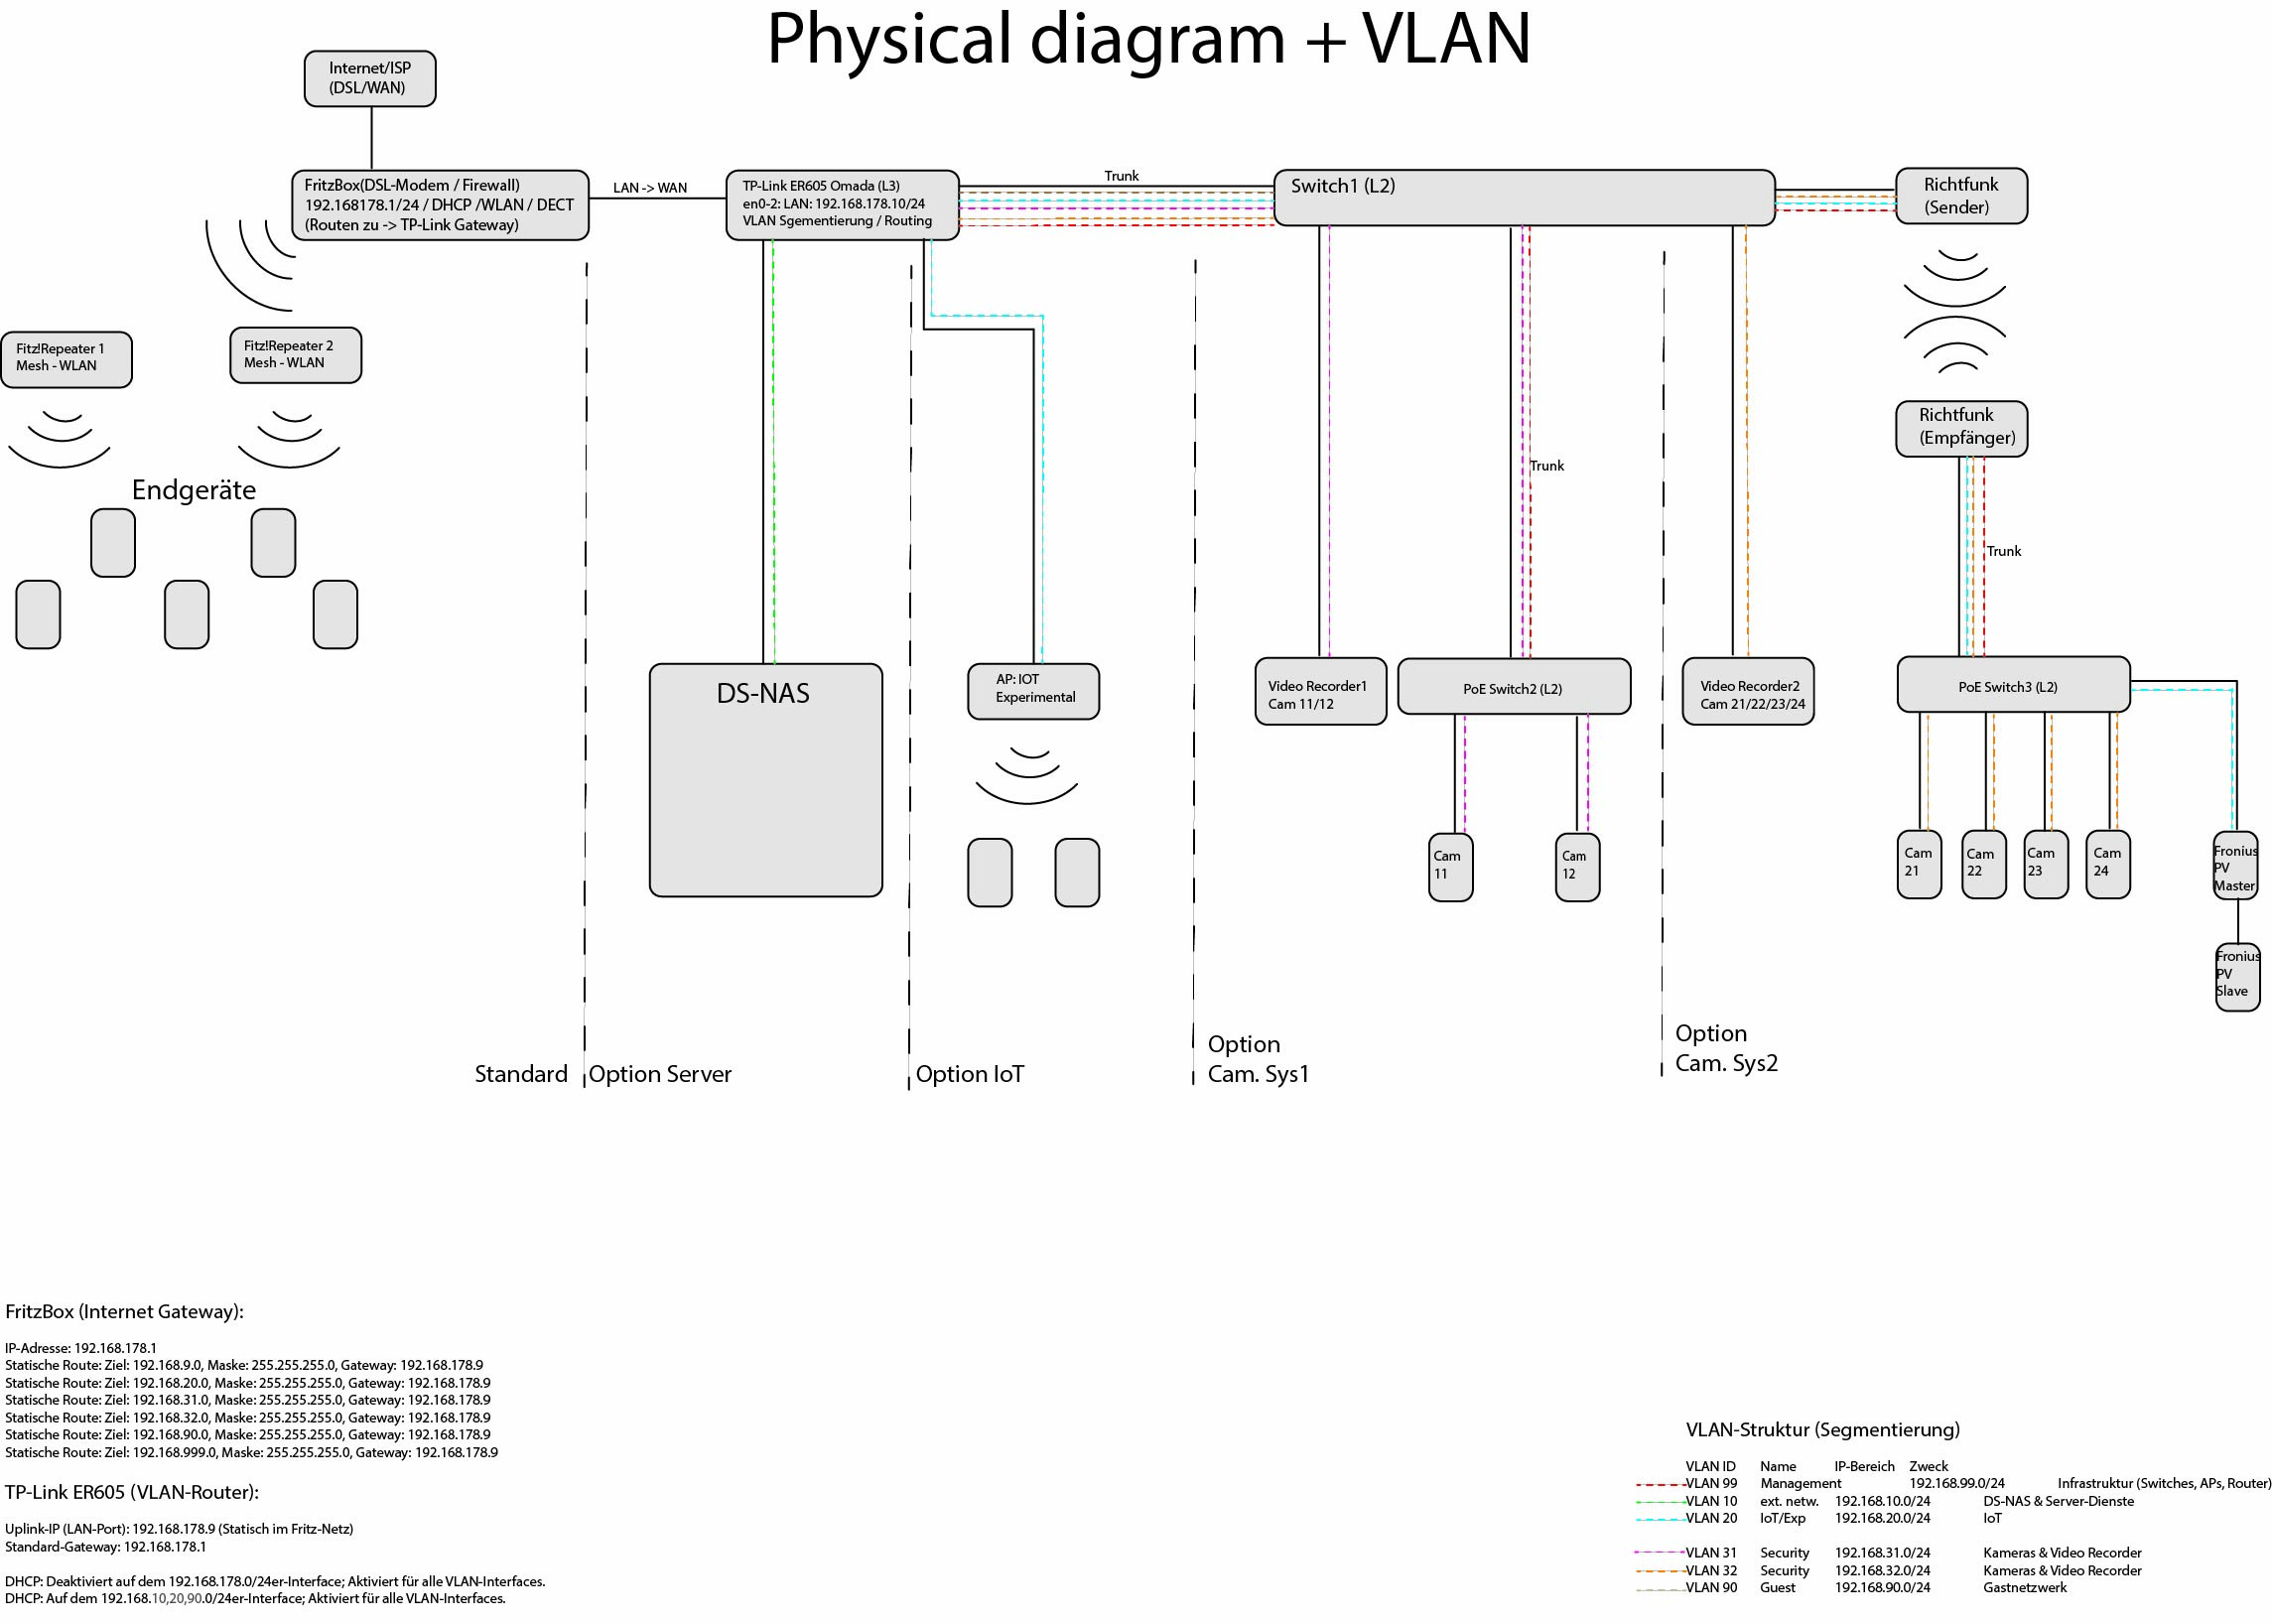 Physical diagram + VLAN
Internet/ISP
(DSL/WAN)
FritzBox(DSL-Modem / Firewall)
192.168178.1/24 / DHCP /WLAN / DECT
(Routen zu -> TP-Link Gateway)
LAN -> WAN
TP-Link ER605 Omada (L3)
en0-2: LAN: 192.168.178.10/24
VLAN Sgementierung / Routing
Trunk
Switch1 (L2)
Richtfunk
(Sender)
Fitz!Repeater 1
Mesh - WLAN
Fitz!Repeater 2
Mesh - WLAN
Endgeräte
Richtfunk
(Empfänger)
Trunk
Trunk
DS-NAS
AP: IOT
Experimental
Video Recorder1
Cam 11/12
PoE Switch2 (L2)
Video Recorder2
Cam 21/22/23/24
PoE Switch3 (L2)
Cam
11
Cam
12
Cam
21
Cam
22
Cam
23
Cam
24
Fronius
PV
Master
Fronius
PV
Slave
Standard
Option Server
Option IoT
Option
Cam. Sys1
Option
Cam. Sys2
FritzBox (Internet Gateway):
IP-Adresse: 192.168.178.1
Statische Route: Ziel: 192.168.9.0, Maske: 255.255.255.0, Gateway: 192.168.178.9
Statische Route: Ziel: 192.168.20.0, Maske: 255.255.255.0, Gateway: 192.168.178.9
Statische Route: Ziel: 192.168.31.0, Maske: 255.255.255.0, Gateway: 192.168.178.9
Statische Route: Ziel: 192.168.32.0, Maske: 255.255.255.0, Gateway: 192.168.178.9
Statische Route: Ziel: 192.168.90.0, Maske: 255.255.255.0, Gateway: 192.168.178.9
Statische Route: Ziel: 192.168.999.0, Maske: 255.255.255.0, Gateway: 192.168.178.9
TP-Link ER605 (VLAN-Router):
Uplink-IP (LAN-Port): 192.168.178.9 (Statisch im Fritz-Netz)
Standard-Gateway: 192.168.178.1
DHCP: Deaktiviert auf dem 192.168.178.0/24er-Interface; Aktiviert für alle VLAN-Interfaces.
DHCP: Auf dem 192.168.10,20,90.0/24er-Interface; Aktiviert für alle VLAN-Interfaces.
VLAN-Struktur (Segmentierung)
VLAN ID Name IP-Bereich Zweck
VLAN 99 Management 192.168.99.0/24 Infrastruktur (Switches, APs, Router)
VLAN 10 ext. netw. 192.168.10.0/24 DS-NAS & Server-Dienste
VLAN 20 IoT/Exp 192.168.20.0/24 IoT
VLAN 31 Security 192.168.31.0/24 Kameras & Video Recorder
VLAN 32 Security 192.168.32.0/24 Kameras & Video Recorder
VLAN 90 Guest 192.168.90.0/24 Gastnetzwerk